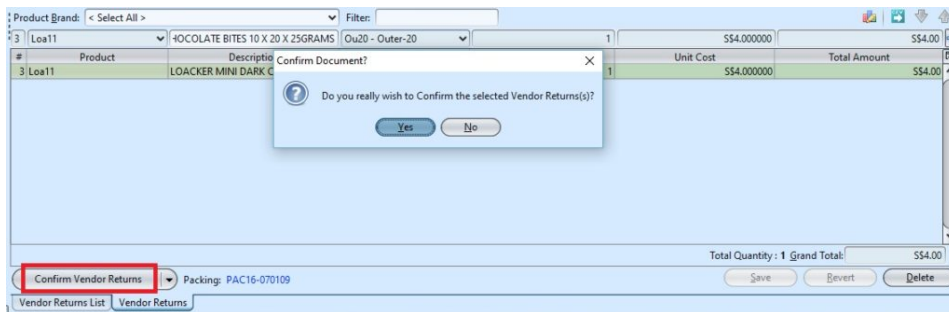 Product Brand: < Select All > Filter:
3 Loa11 HOCOLATE BITES 10 X 20 X 25GRAMS Ou20 - Outer-20 1 S$4.000000 S$4.00
# Product Descriptio Unit Cost Total Amount
3 Loa11 LOACKER MINI DARK C 1 S$4.000000 S$4.00
Confirm Document?
Do you really wish to Confirm the selected Vendor Returns(s)?
Yes No
Total Quantity : 1 Grand Total: S$4.00
Confirm Vendor Returns Packing: PAC16-070109 Save Revert Delete
Vendor Returns List Vendor Returns